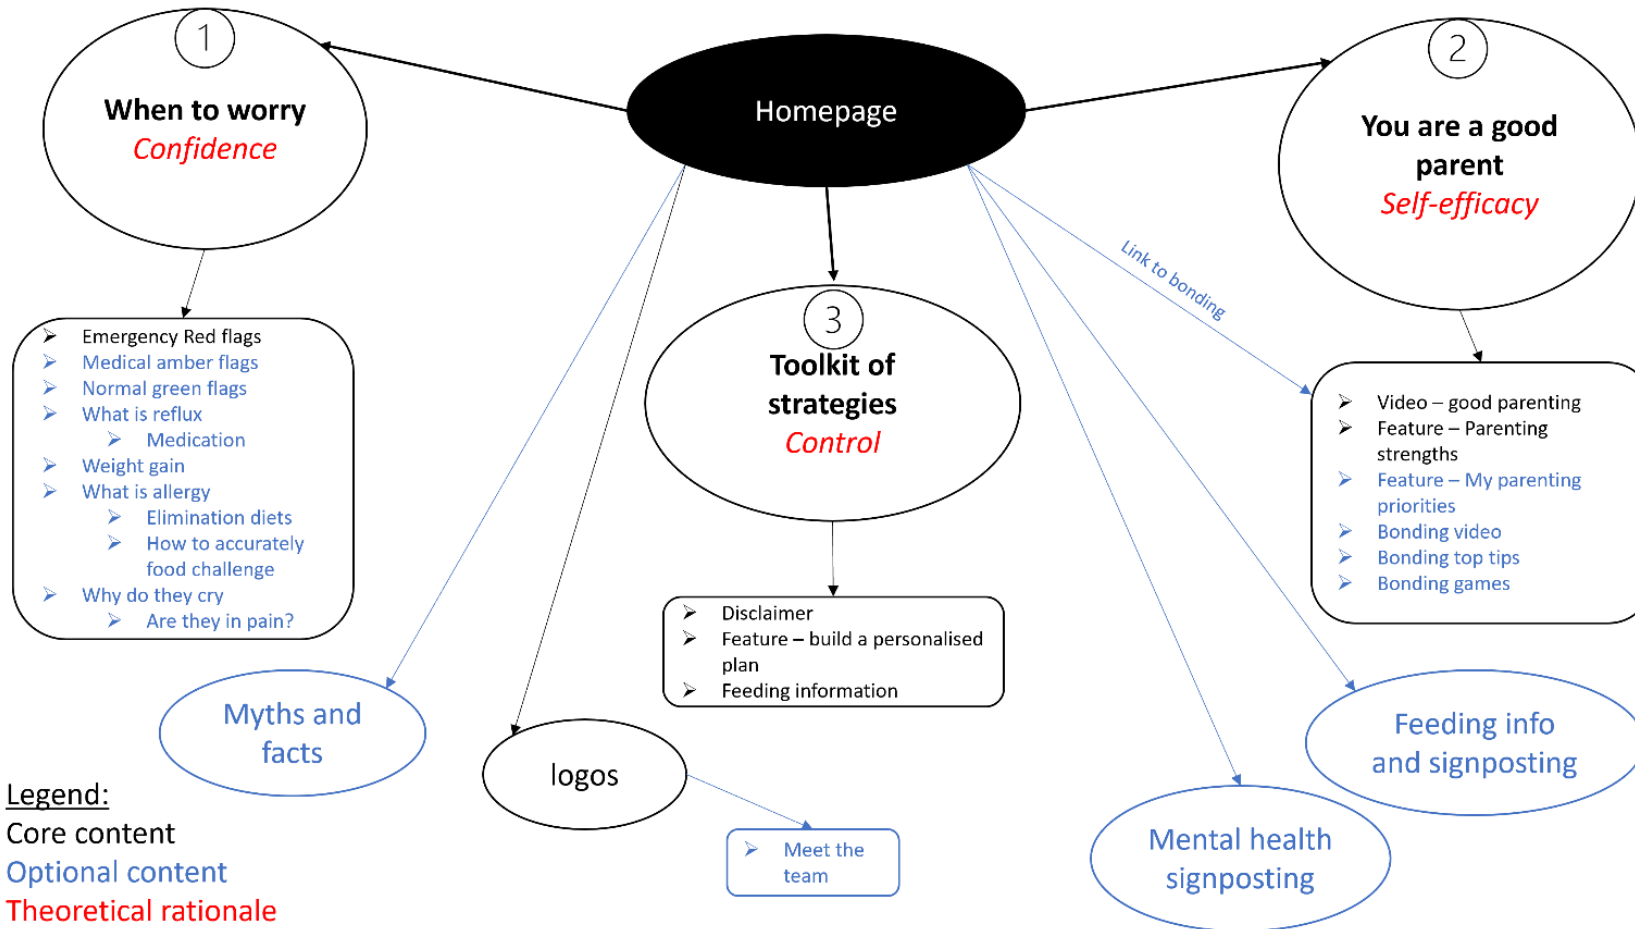 Homepage
1
When to worry
Confidence
Emergency Red flags
Medical amber flags
Normal green flags
What is reflux
Medication
Weight gain
What is allergy
Elimination diets
How to accurately
food challenge
Why do they cry
Are they in pain?
2
You are a good
parent
Self-efficacy
Link to bonding
Video – good parenting
Feature – Parenting
strengths
Feature – My parenting
priorities
Bonding video
Bonding top tips
Bonding games
3
Toolkit of
strategies
Control
Disclaimer
Feature – build a personalised
plan
Feeding information
Myths and
facts
logos
Meet the
team
Mental health
signposting
Feeding info
and signposting
Legend:
Core content
Optional content
Theoretical rationale